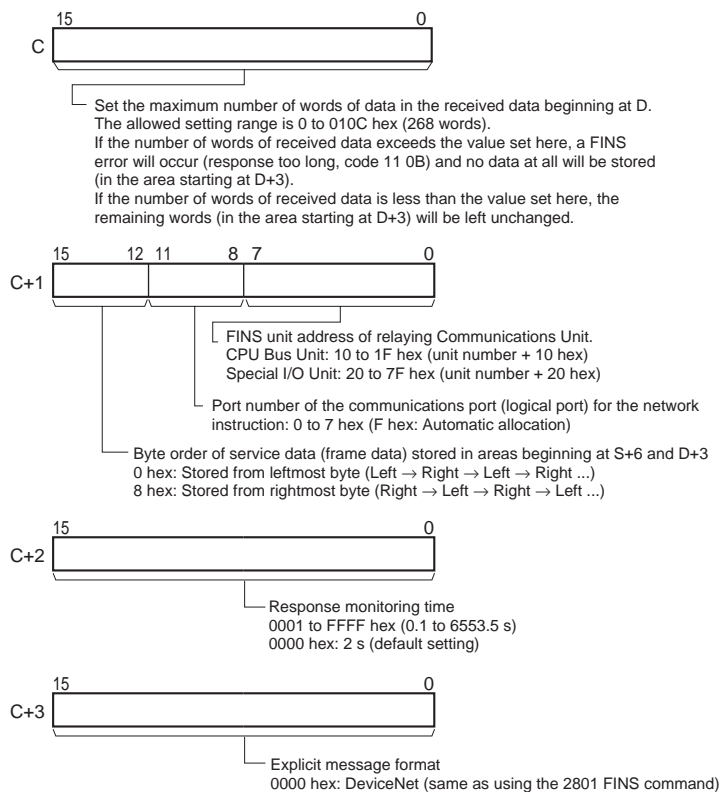 15 0
C
Set the maximum number of words of data in the received data beginning at D.
The allowed setting range is 0 to 010C hex (268 words).
If the number of words of received data exceeds the value set here, a FINS
error will occur (response too long, code 11 0B) and no data at all will be stored
(in the area starting at D+3).
If the number of words of received data is less than the value set here, the
remaining words (in the area starting at D+3) will be left unchanged.
15 12 11 8 7 0
C+1
FINS unit address of relaying Communications Unit.
CPU Bus Unit: 10 to 1F hex (unit number + 10 hex)
Special I/O Unit: 20 to 7F hex (unit number + 20 hex)
Port number of the communications port (logical port) for the network
instruction: 0 to 7 hex (F hex: Automatic allocation)
Byte order of service data (frame data) stored in areas beginning at S+6 and D+3
0 hex: Stored from leftmost byte (Left → Right → Left → Right ...)
8 hex: Stored from rightmost byte (Right → Left → Right → Left ...)
15 0
C+2
Response monitoring time
0001 to FFFF hex (0.1 to 6553.5 s)
0000 hex: 2 s (default setting)
15 0
C+3
Explicit message format
0000 hex: DeviceNet (same as using the 2801 FINS command)